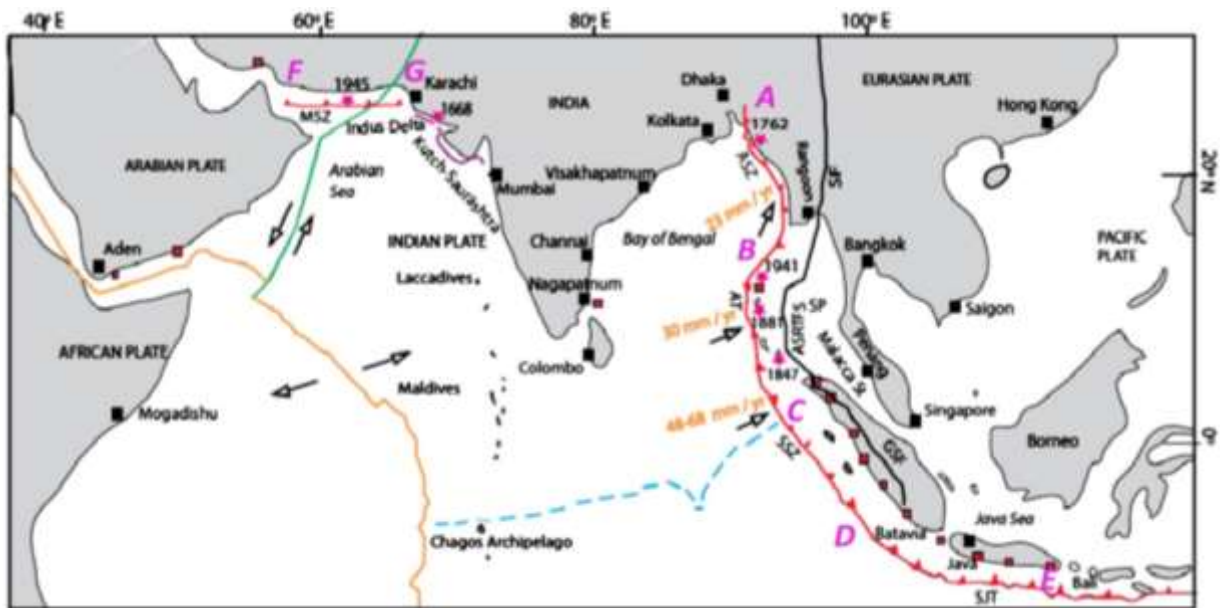 40° E
60° E
80° E
100° E
F
G
A
1945
Karachi
1668
MSZ
Indus Delta
Kutch-Saurashtra
INDIA
Dhaka
Kolkata
1762
EURASIAN PLATE
Hong Kong
ARABIAN PLATE
Arabian
Sea
Mumbai
Visakhapatnum
ASZ
Rangoon
SF
20° N
23 mm / yr
Aden
INDIAN PLATE
Channai
Bay of Bengal
B
Bangkok
PACIFIC
PLATE
Laccadives
Nagapatnum
1941
AT
1881
SP
ASRTFS
Saigon
30 mm / yr
AFRICAN PLATE
Colombo
1847
Malacca St.
Penang
Maldives
Mogadishu
48-68 mm / yr
C
SSZ
Singapore
GSF
Borneo
0°
Chagos Archipelago
D
Batavia
Java Sea
Java
E
Bali
SJT